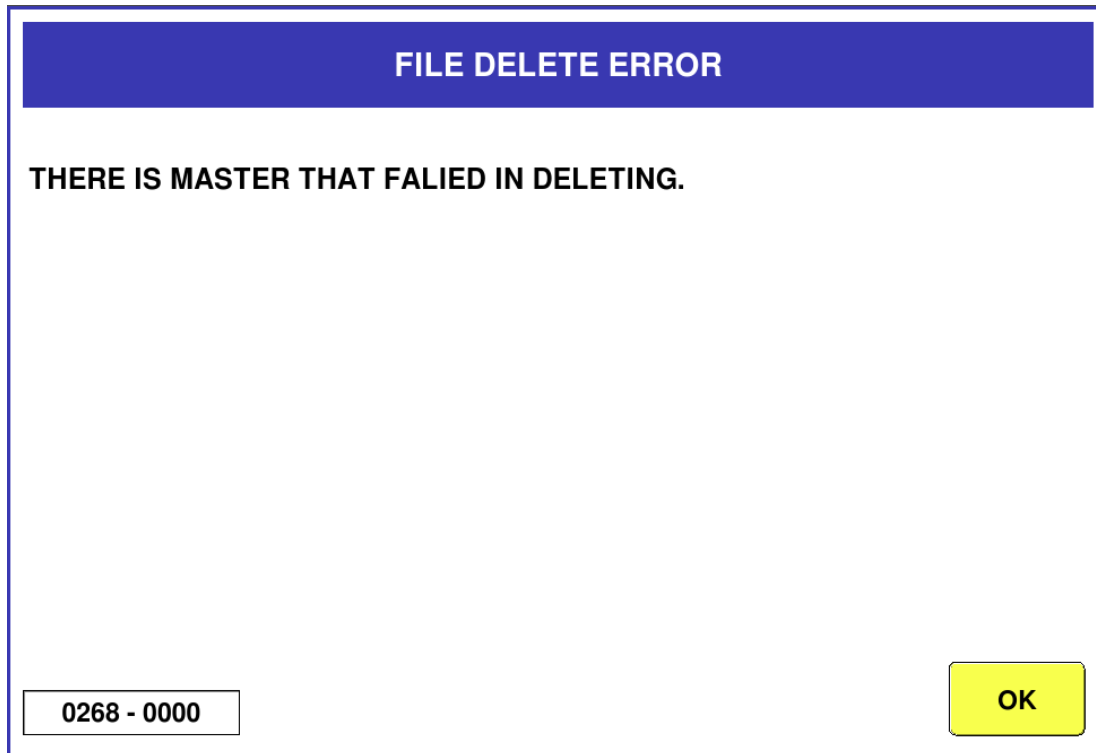 FILE DELETE ERROR
THERE IS MASTER THAT FALIED IN DELETING.
0268 - 0000
OK